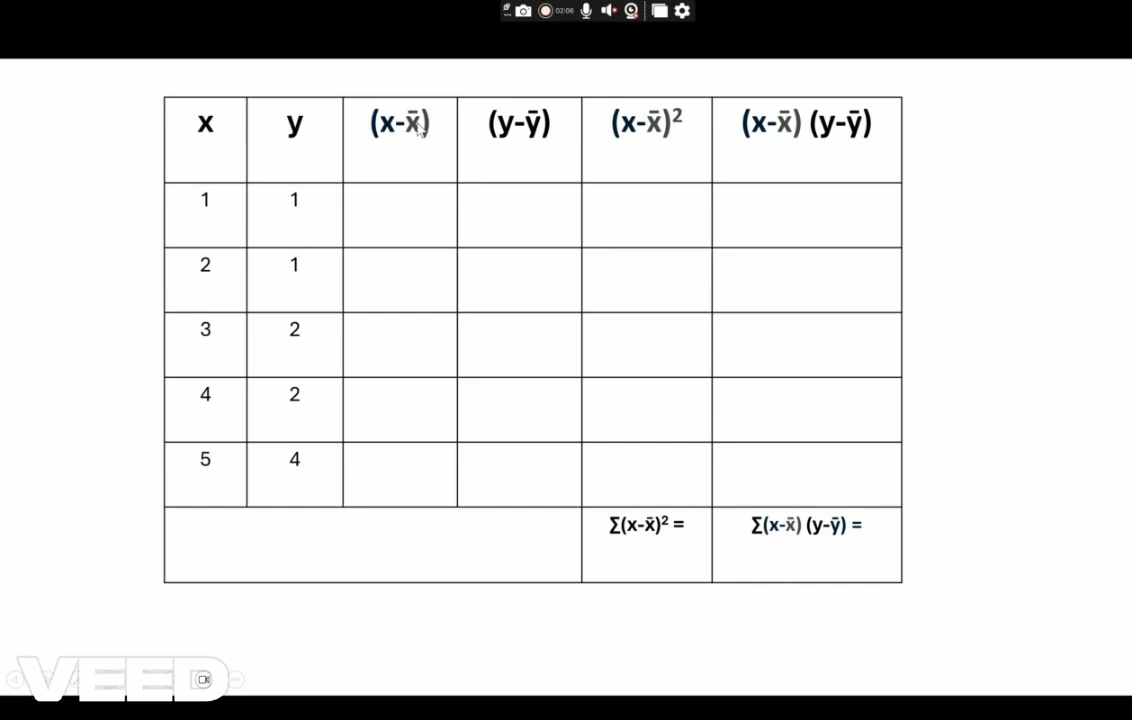 02:06
x y (x-x̄) (y-ȳ) (x-x̄)² (x-x̄) (y-ȳ)
1 1
2 1
3 2
4 2
5 4
∑(x-x̄)² = ∑(x-x̄) (y-ȳ) =
VEED